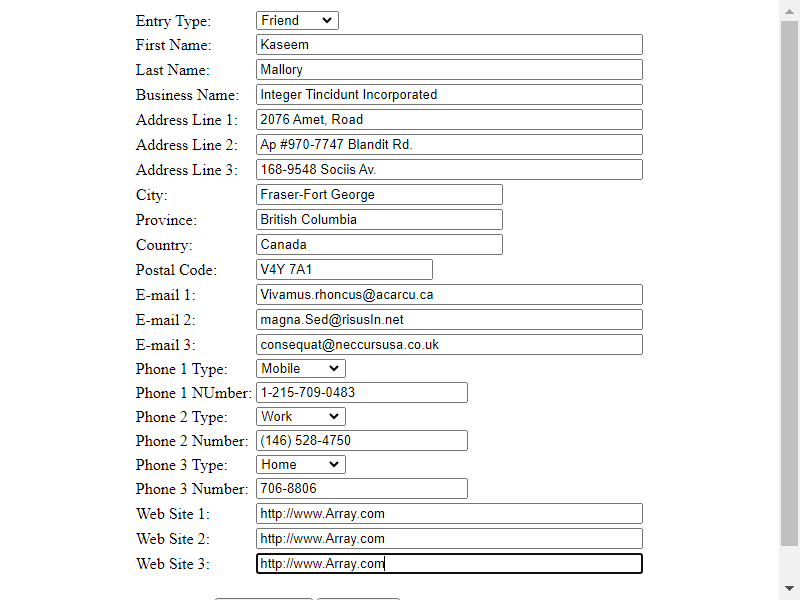 Entry Type: Friend
First Name: Kaseem
Last Name: Mallory
Business Name: Integer Tincidunt Incorporated
Address Line 1: 2076 Amet, Road
Address Line 2: Ap #970-7747 Blandit Rd.
Address Line 3: 168-9548 Sociis Av.
City: Fraser-Fort George
Province: British Columbia
Country: Canada
Postal Code: V4Y 7A1
E-mail 1: Vivamus.rhoncus@acarcu.ca
E-mail 2: magna.Sed@risusIn.net
E-mail 3: consequat@neccursusa.co.uk
Phone 1 Type: Mobile
Phone 1 NUmber: 1-215-709-0483
Phone 2 Type: Work
Phone 2 Number: (146) 528-4750
Phone 3 Type: Home
Phone 3 Number: 706-8806
Web Site 1: http://www.Array.com
Web Site 2: http://www.Array.com
Web Site 3: http://www.Array.com